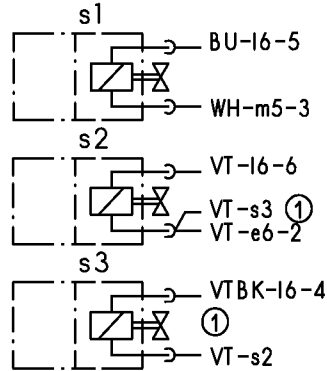 s1
BU-16-5
WH-m5-3
s2
VT-16-6
VT-s3 1
VT-e6-2
s3
VTBK-16-4
1
VT-s2